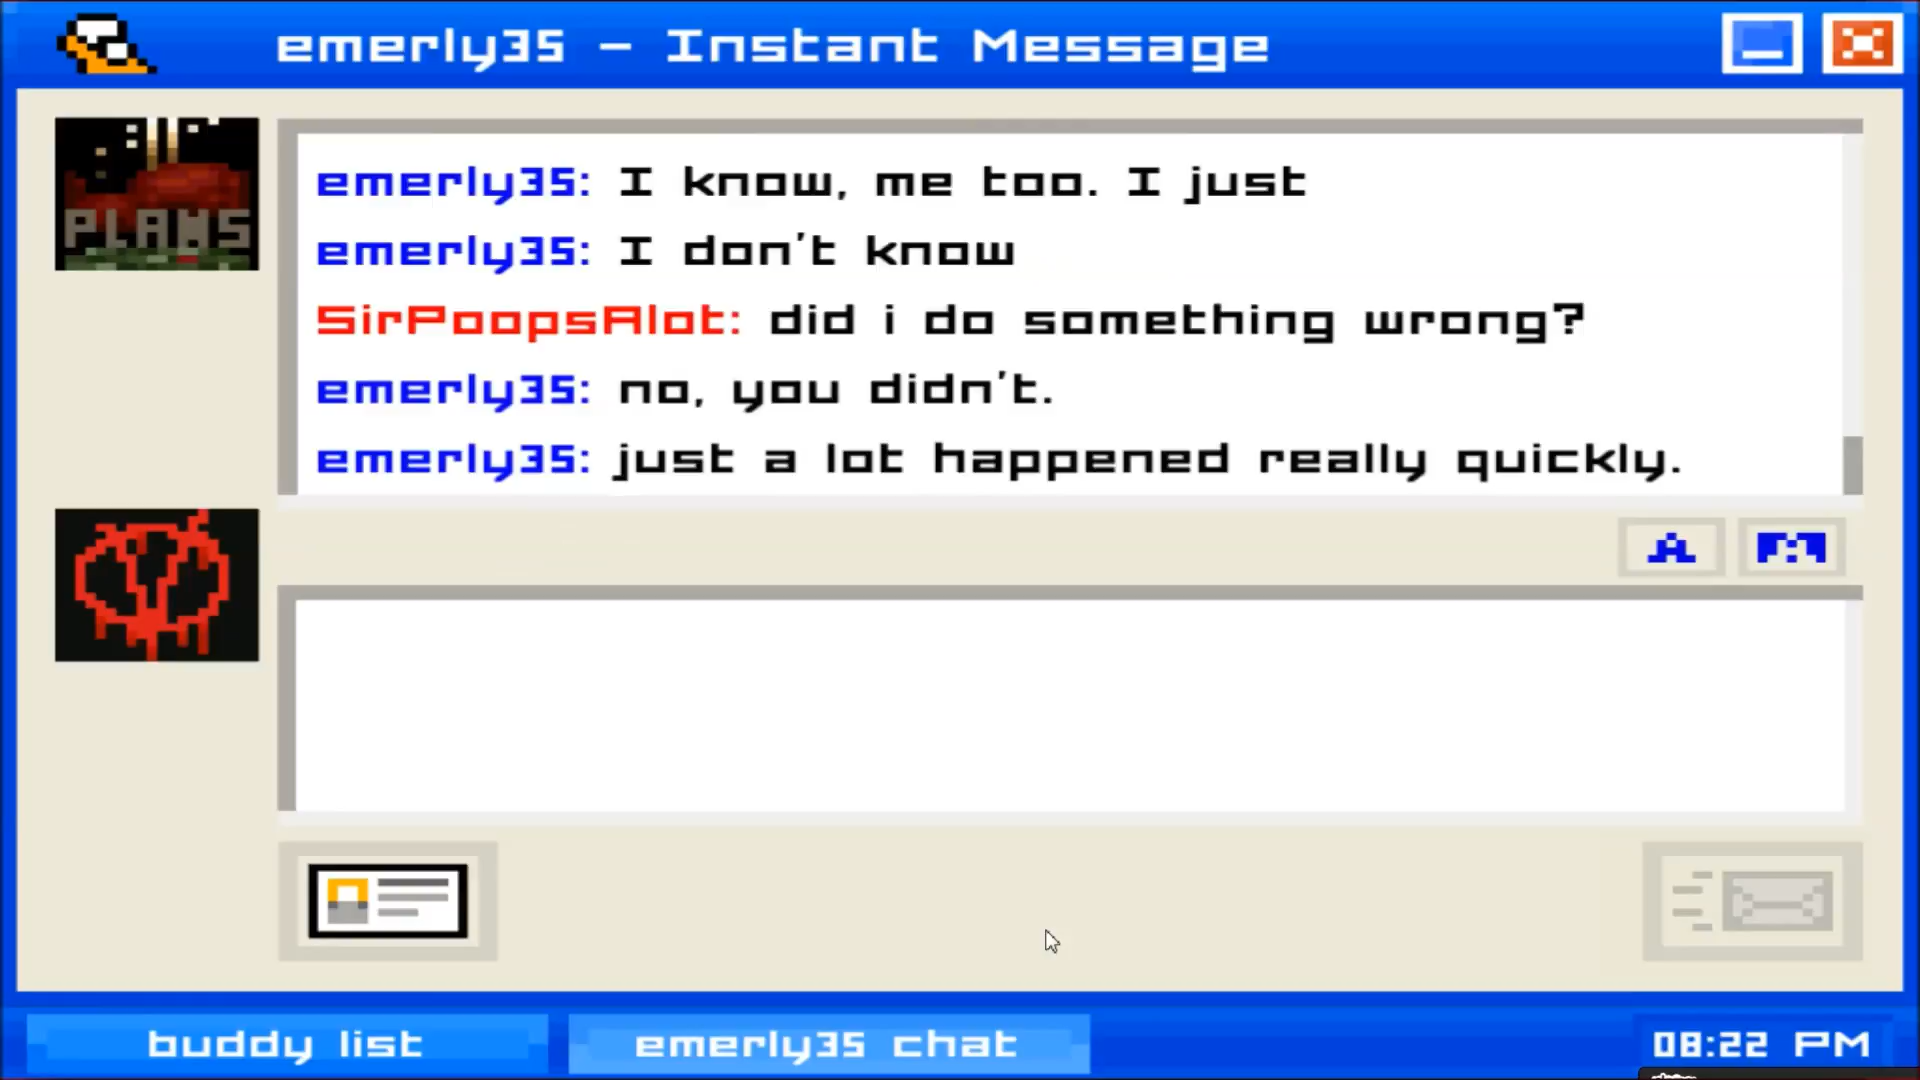 emerly35 - Instant Message
PLANS
emerly35: I know, me too. I just
emerly35: I don't know
SirPoopsAlot: did i do something wrong?
emerly35: no, you didn't.
emerly35: just a lot happened really quickly.
A
buddy list
emerly35 chat
08:22 PM